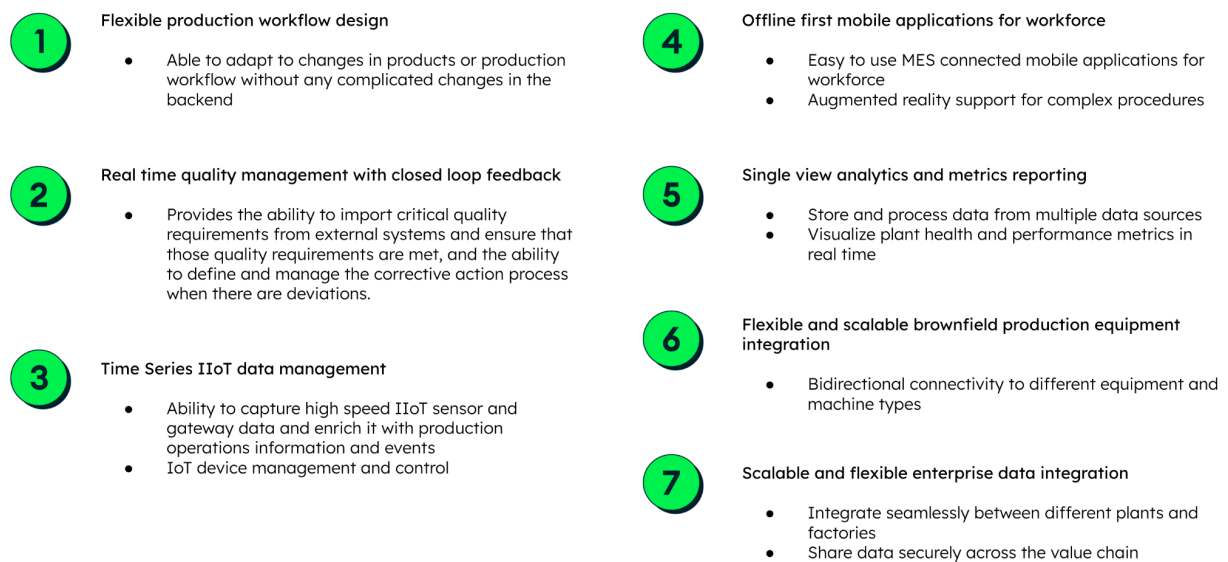 1
Flexible production workflow design
● Able to adapt to changes in products or production
workflow without any complicated changes in the
backend
2
Real time quality management with closed loop feedback
● Provides the ability to import critical quality
requirements from external systems and ensure that
those quality requirements are met, and the ability
to define and manage the corrective action process
when there are deviations.
3
Time Series IIoT data management
● Ability to capture high speed IIoT sensor and
gateway data and enrich it with production
operations information and events
● IoT device management and control
4
Offline first mobile applications for workforce
● Easy to use MES connected mobile applications for
workforce
● Augmented reality support for complex procedures
5
Single view analytics and metrics reporting
● Store and process data from multiple data sources
● Visualize plant health and performance metrics in
real time
6
Flexible and scalable brownfield production equipment
integration
● Bidirectional connectivity to different equipment and
machine types
7
Scalable and flexible enterprise data integration
● Integrate seamlessly between different plants and
factories
● Share data securely across the value chain